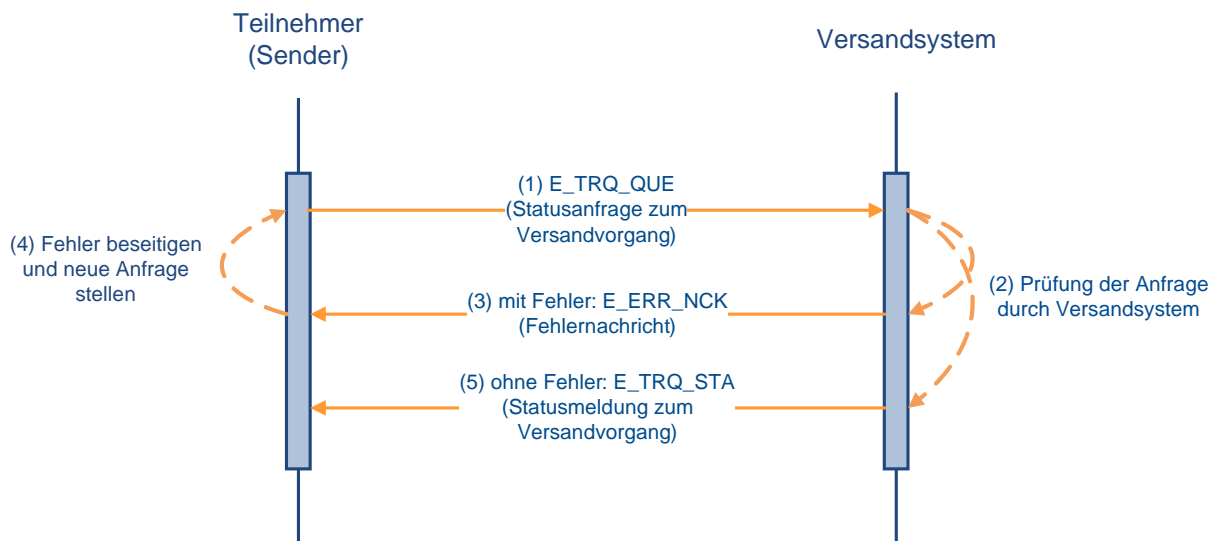 Teilnehmer
(Sender)
Versandsystem
(1) E_TRQ_QUE
(Statusanfrage zum
Versandvorgang)
(4) Fehler beseitigen
und neue Anfrage
stellen
(2) Prüfung der Anfrage
durch Versandsystem
(3) mit Fehler: E_ERR_NCK
(Fehlernachricht)
(5) ohne Fehler: E_TRQ_STA
(Statusmeldung zum
Versandvorgang)